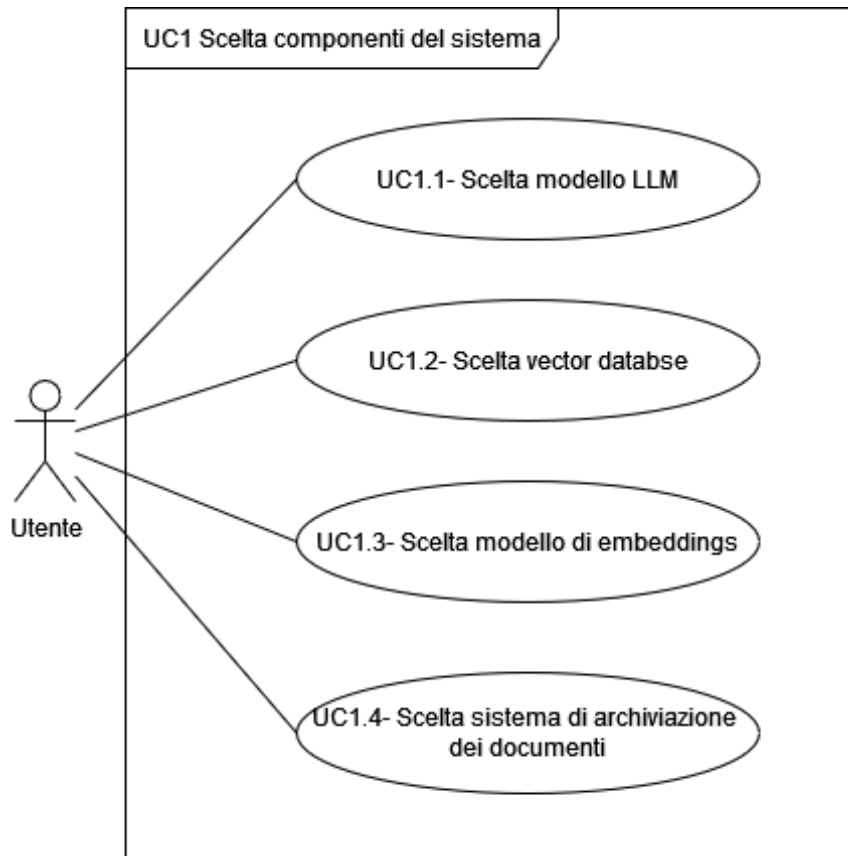 UC1 Scelta componenti del sistema
UC1.1- Scelta modello LLM
UC1.2- Scelta vector databse
UC1.3- Scelta modello di embeddings
UC1.4- Scelta sistema di archiviazione
dei documenti
Utente